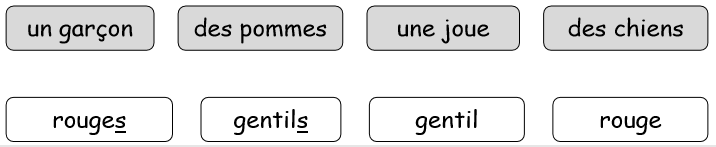 un garçon des pommes une joue des chiens
rouges gentils gentil rouge